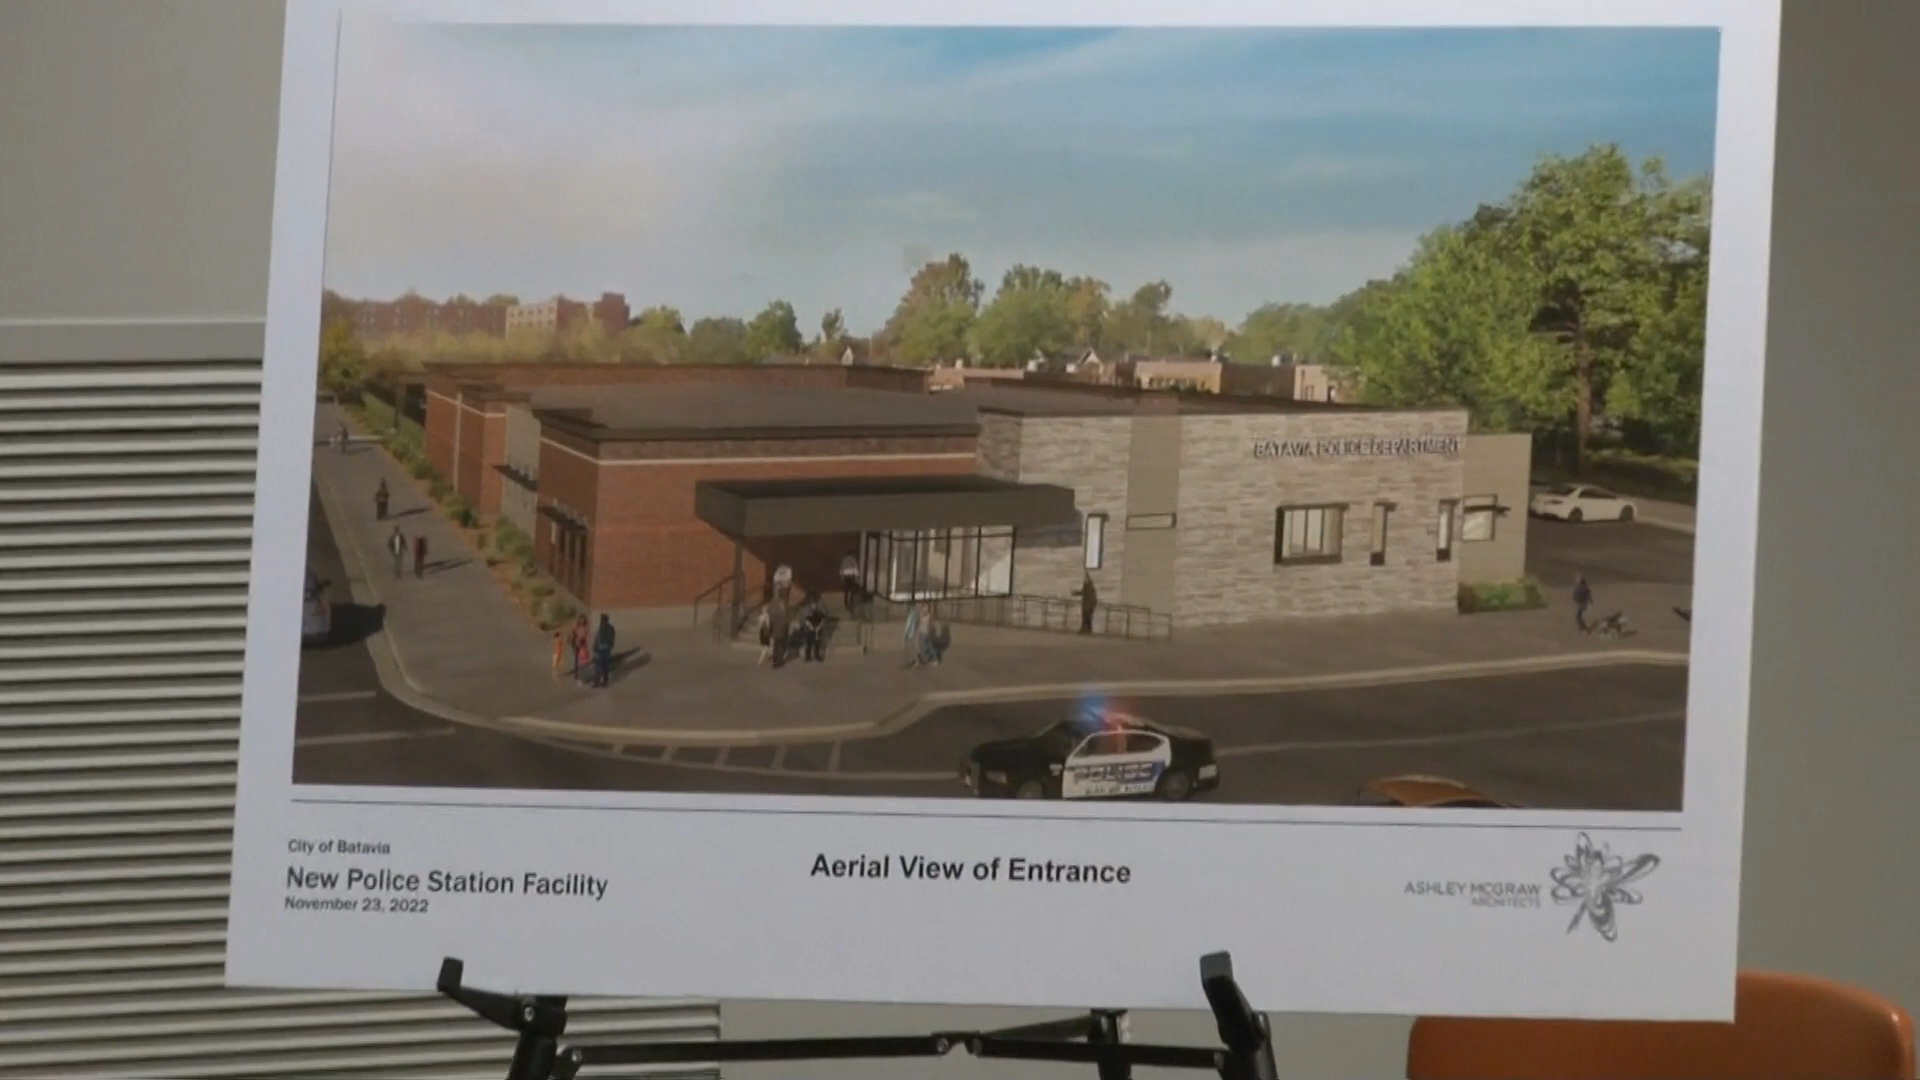 BATAVIA POLICE DEPARTMENT
POLICE
City of Batavia
New Police Station Facility
November 23, 2022
Aerial View of Entrance
ASHLEY MCGRAW
ARCHITECTS